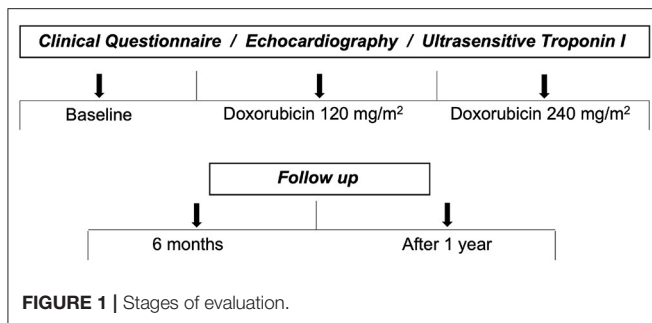 Clinical Questionnaire / Echocardiography / Ultrasensitive Troponin I
Baseline Doxorubicin 120 mg/m² Doxorubicin 240 mg/m²
Follow up
6 months After 1 year
FIGURE 1 | Stages of evaluation.